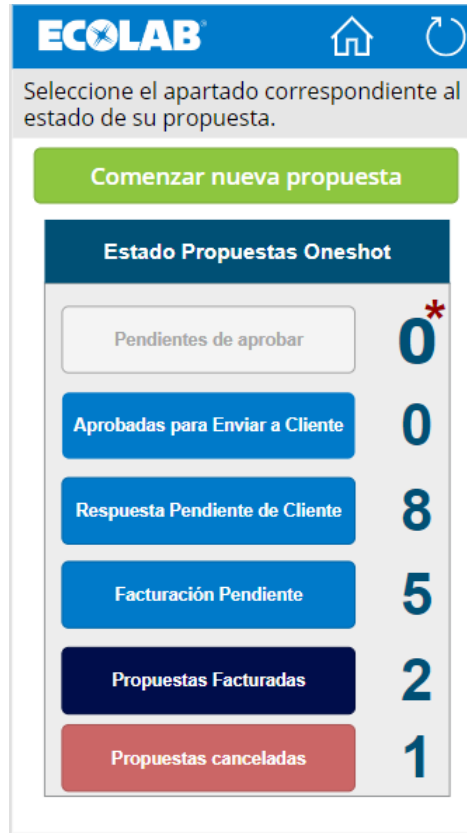 ECOLAB®
Seleccione el apartado correspondiente al
estado de su propuesta.
Comenzar nueva propuesta
Estado Propuestas Oneshot
Pendientes de aprobar 0*
Aprobadas para Enviar a Cliente 0
Respuesta Pendiente de Cliente 8
Facturación Pendiente 5
Propuestas Facturadas 2
Propuestas canceladas 1